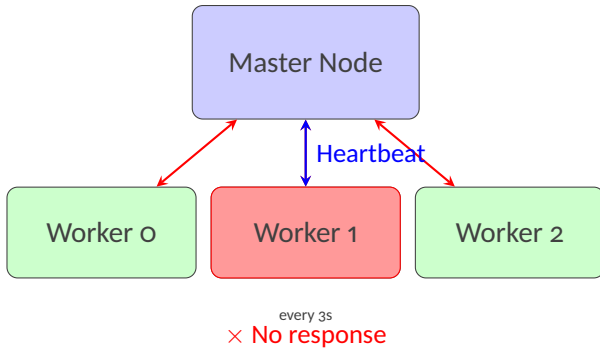 Master Node
Heartbeat
Worker 0
Worker 1
Worker 2
every 3s
× No response